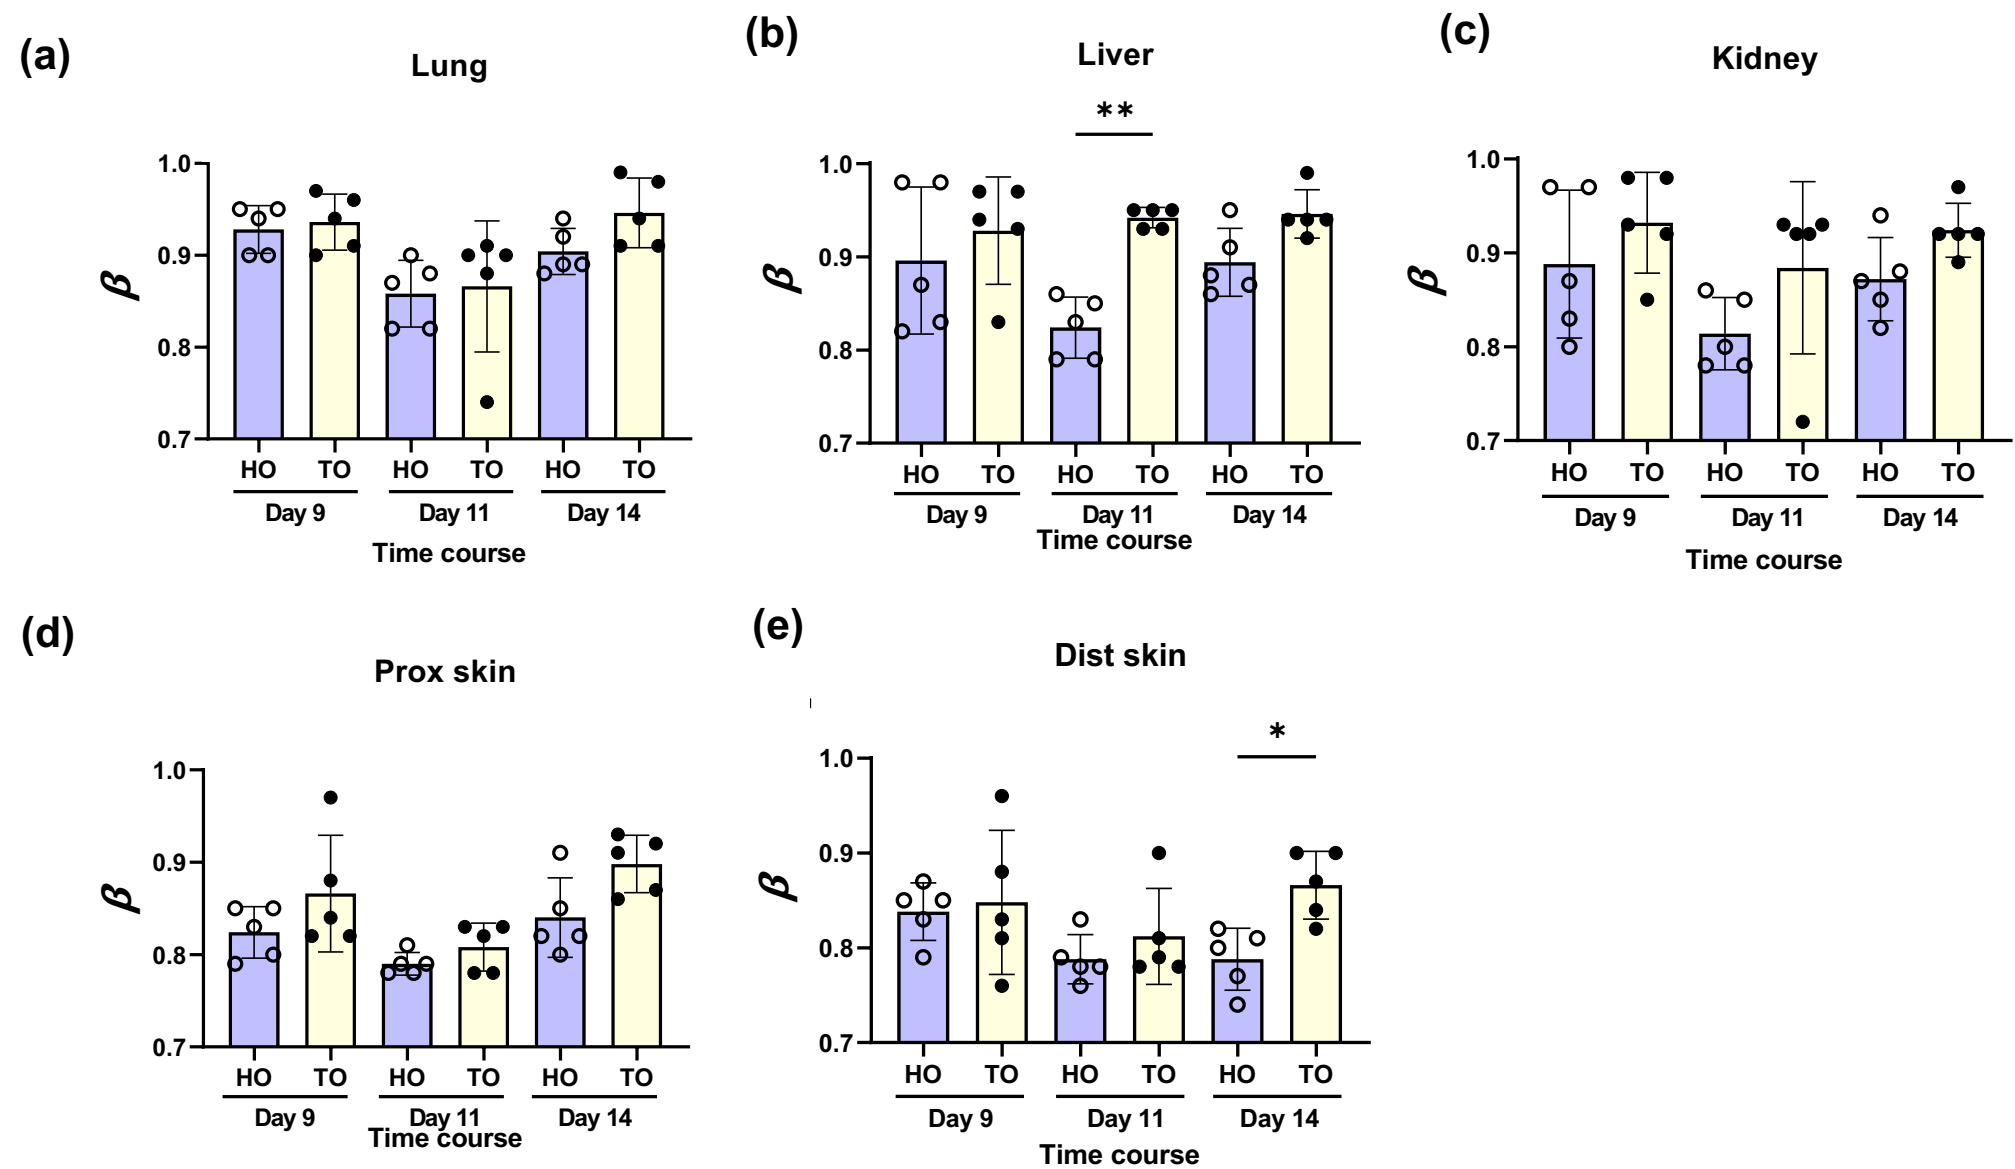 (a)
Lung
β
1.0
0.9
0.8
0.7
HO TO HO TO HO TO
Day 9 Day 11 Day 14
Time course
(b)
Liver
**
β
1.0
0.9
0.8
0.7
HO TO HO TO HO TO
Day 9 Day 11 Day 14
Time course
(c)
Kidney
β
1.0
0.9
0.8
0.7
HO TO HO TO HO TO
Day 9 Day 11 Day 14
Time course
(d)
Prox skin
β
1.0
0.9
0.8
0.7
HO TO HO TO HO TO
Day 9 Day 11 Day 14
Time course
(e)
Dist skin
*
β
1.0
0.9
0.8
0.7
HO TO HO TO HO TO
Day 9 Day 11 Day 14
Time course